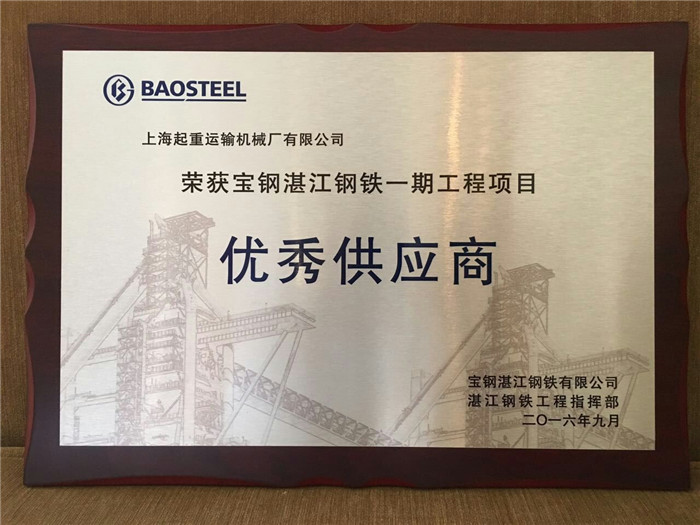 BAOSTEEL
上海起重运输机械厂有限公司
荣获宝钢湛江钢铁一期工程项目
优秀供应商
宝钢湛江钢铁有限公司
湛江钢铁工程指挥部
二〇一六年九月